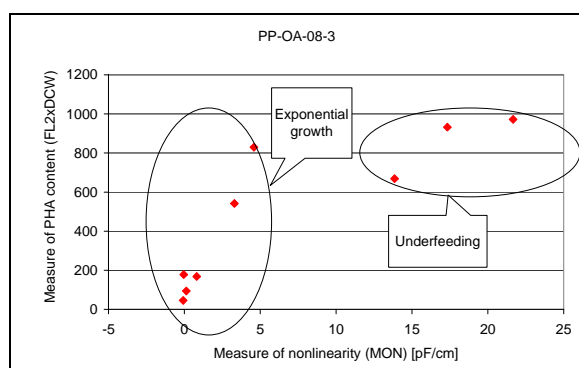 PP-OA-08-3
Measure of PHA content (FL2xDCW)
1200
1000
800
600
400
200
0
Exponential
growth
Underfeeding
-5
0
5
10
15
20
25
Measure of nonlinearity (MON) [pF/cm]